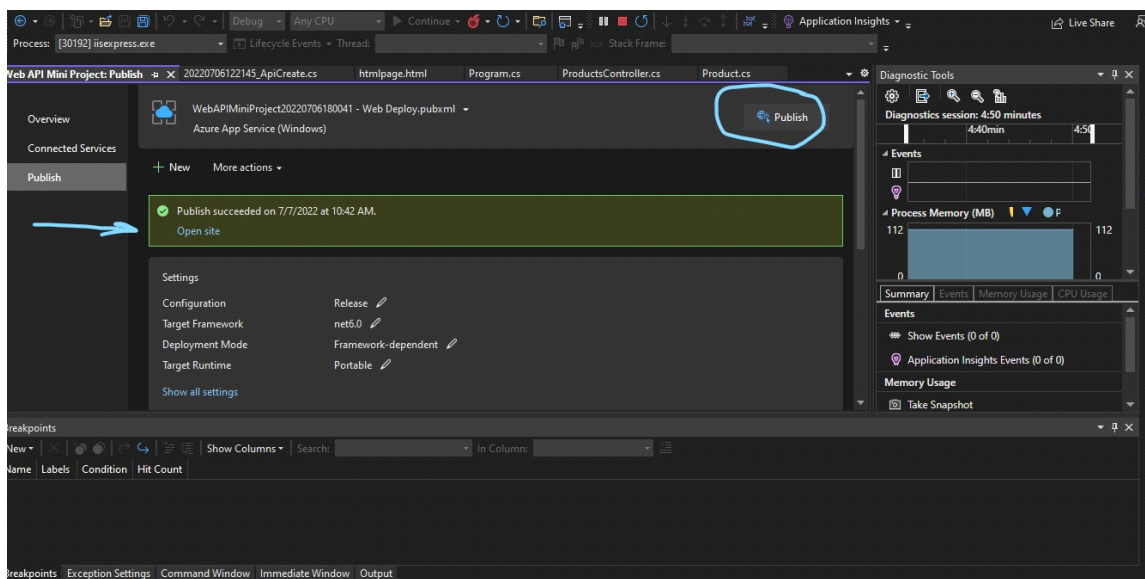 Debug Any CPU Continue Application Insights Live Share
Process: [30192] iisexpress.exe Lifecycle Events Thread: Stack Frame:
Web API Mini Project: Publish 20220706122145_ApiCreate.cs htmlpage.html Program.cs ProductsController.cs Product.cs
Overview
Connected Services
Publish
WebAPIMiniProject20220706180041 - Web Deploy.pubxml
Azure App Service (Windows)
Publish
New More actions
Publish succeeded on 7/7/2022 at 10:42 AM.
Open site
Settings
Configuration Release
Target Framework net6.0
Deployment Mode Framework-dependent
Target Runtime Portable
Show all settings
Diagnostic Tools
Diagnostics session: 4:50 minutes
4:40min 4:50
Events
Process Memory (MB) P
112 112
0 0
Summary Events Memory Usage CPU Usage
Events
Show Events (0 of 0)
Application Insights Events (0 of 0)
Memory Usage
Take Snapshot
Breakpoints
New Show Columns Search: In Column:
Name Labels Condition Hit Count
Breakpoints Exception Settings Command Window Immediate Window Output